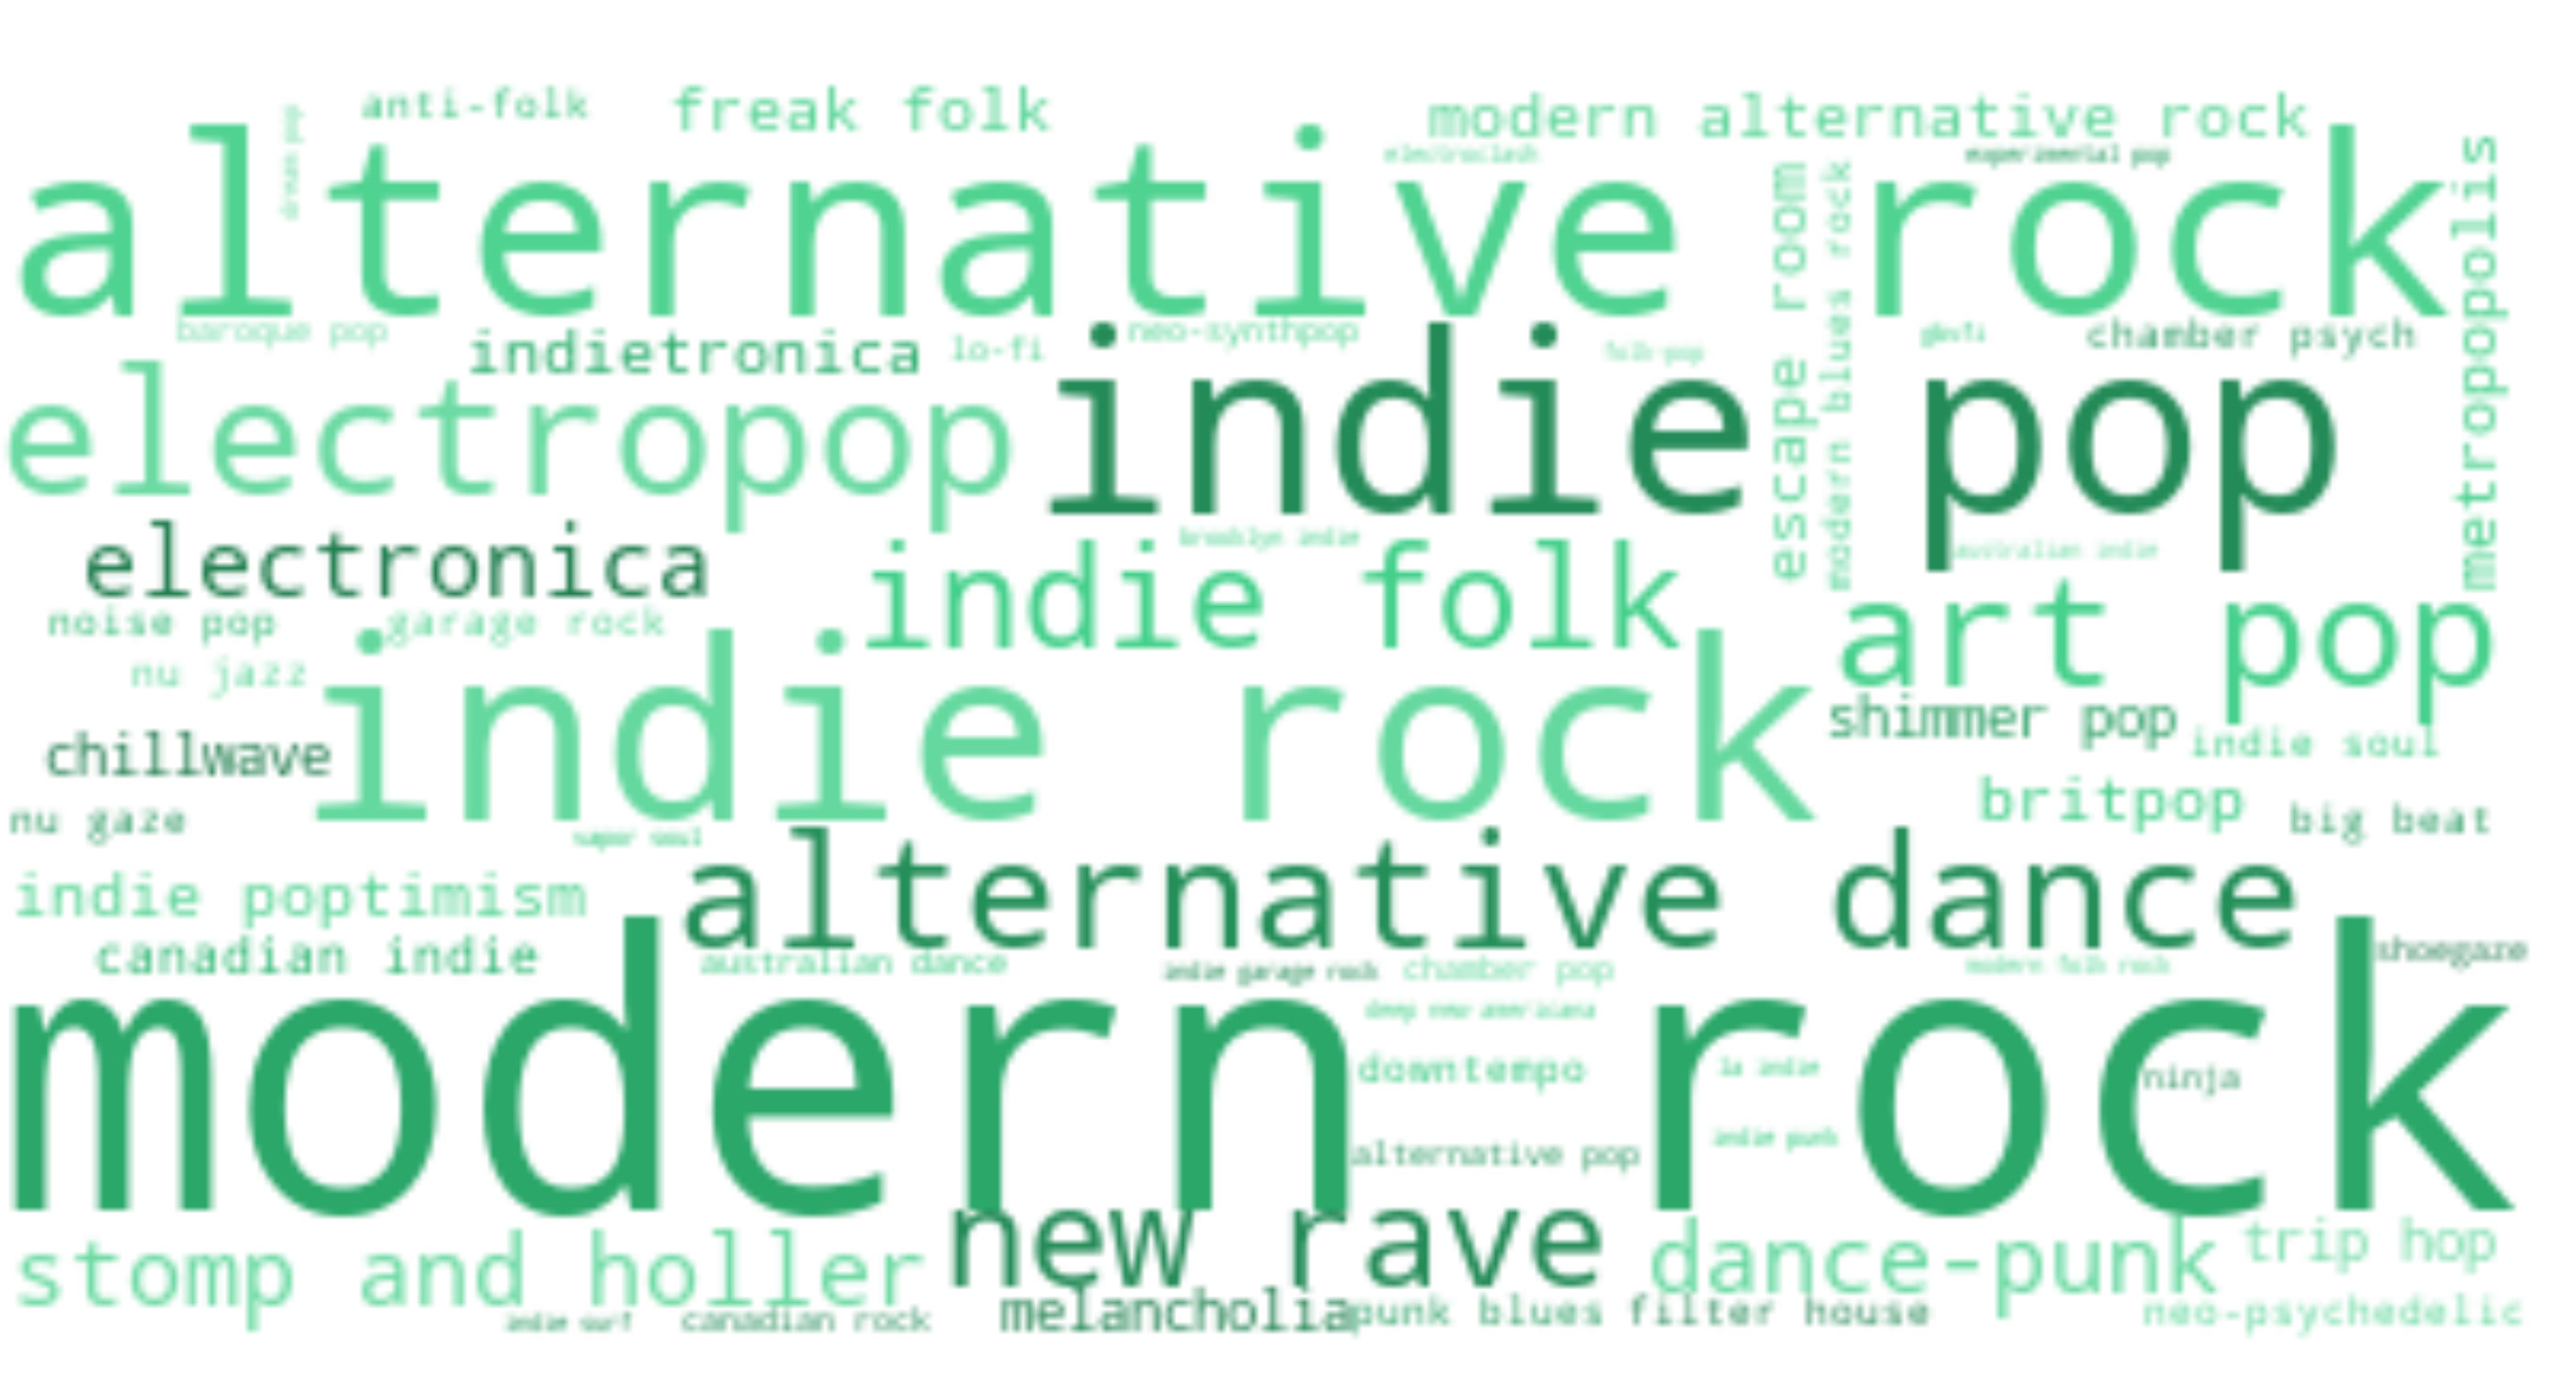 anti-folk
freak folk
modern alternative rock
dream pop
electroclash
experimental pop
alternative rock
escape room
modern blues rock
metropopolis
baroque pop
indietronica
lo-fi
neo-synthpop
folk-pop
chamber psych
electropop
indie pop
electronica
brooklyn indie
australian indie
indie folk
noise pop
garage rock
art pop
nu jazz
indie rock
shimmer pop
indie soul
chillwave
britpop
big beat
nu gaze
vapor soul
alternative dance
indie poptimism
canadian indie
australian dance
indie garage rock
chamber pop
modern folk rock
shoegaze
modern rock
deep new americana
downtempo
la indie
ninja
indie punk
alternative pop
new rave
stomp and holler
dance-punk
trip hop
indie surf
canadian rock
melancholia
punk blues
filter house
neo-psychedelic